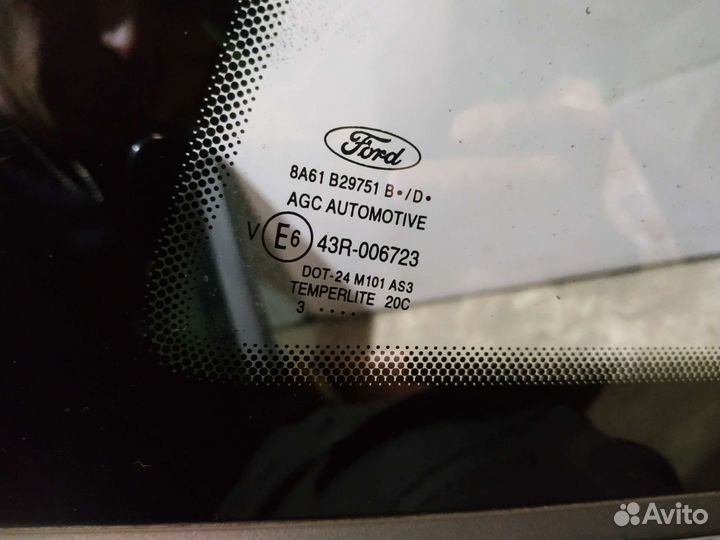 Ford
8A61 B29751 B•/D•
AGC AUTOMOTIVE
V E6 43R-006723
DOT-24 M101 AS3
TEMPERLITE 20C
3 ••••
Avito